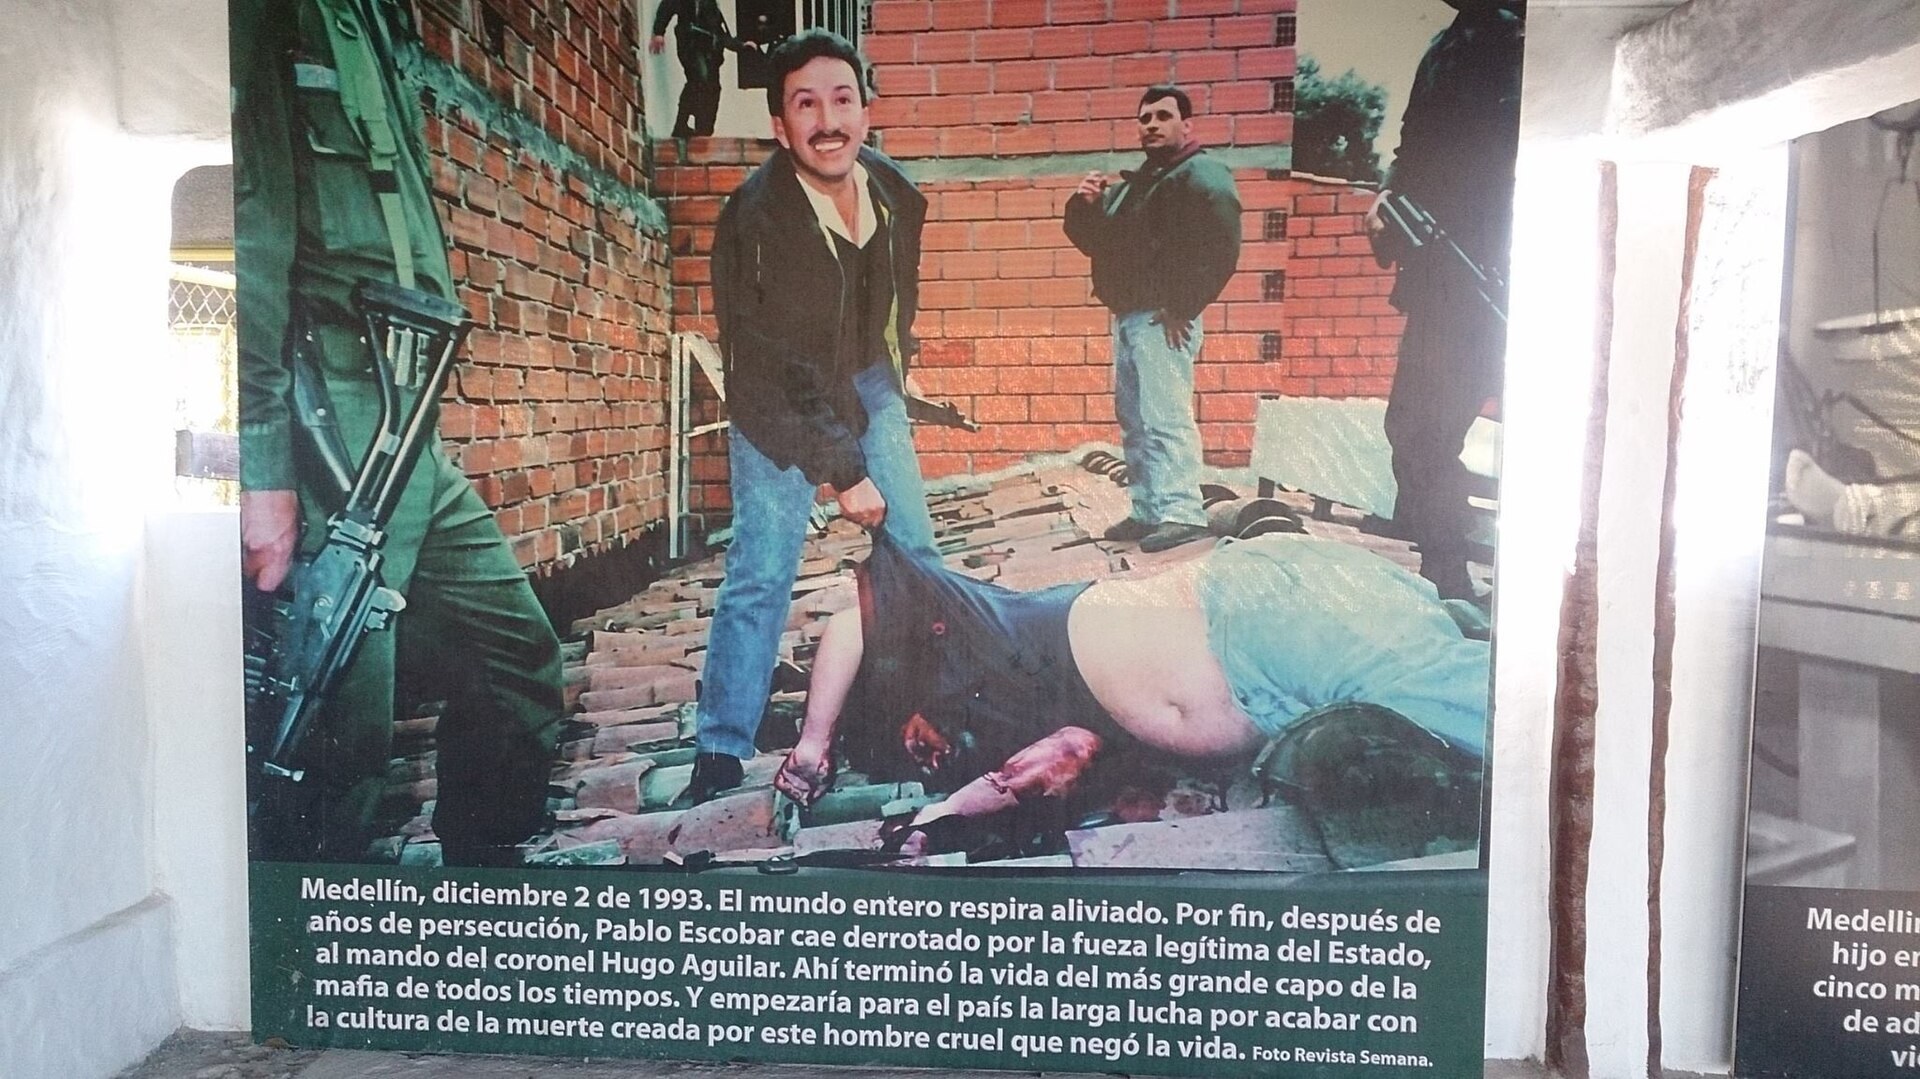 Medellín, diciembre 2 de 1993. El mundo entero respira aliviado. Por fin, después de
años de persecución, Pablo Escobar cae derrotado por la fueza legítima del Estado,
al mando del coronel Hugo Aguilar. Ahí terminó la vida del más grande capo de la
mafia de todos los tiempos. Y empezaría para el país la larga lucha por acabar con
la cultura de la muerte creada por este hombre cruel que negó la vida. Foto Revista Semana.
hijo
cinco
de